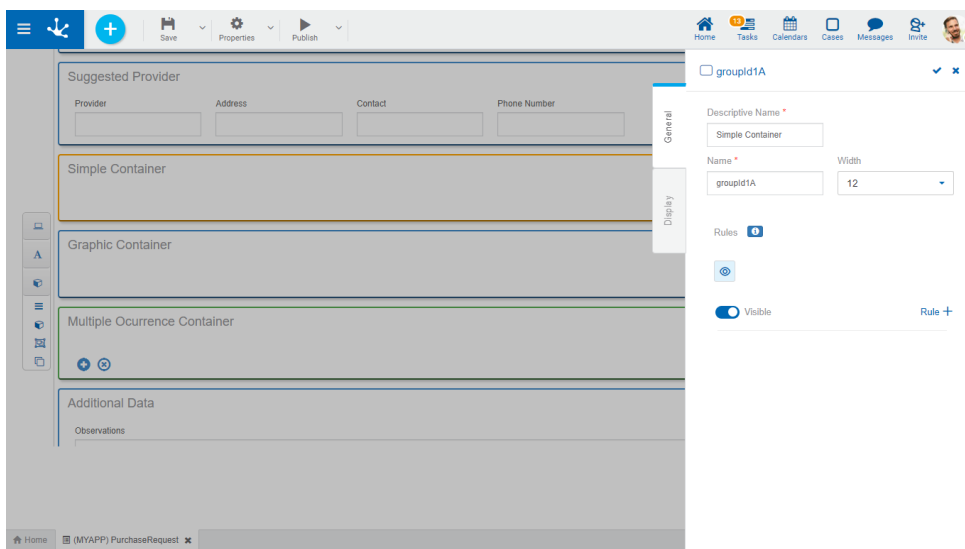 Save
Properties
Publish
Home
13
Tasks
Calendars
Cases
Messages
Invite
Suggested Provider
Provider Address Contact Phone Number
Simple Container
Graphic Container
A
Multiple Ocurrence Container
Additional Data
Observations
General
Display
groupId1A
Descriptive Name *
Simple Container
Name * Width
groupId1A 12
Rules
Visible Rule +
Home (MYAPP) PurchaseRequest